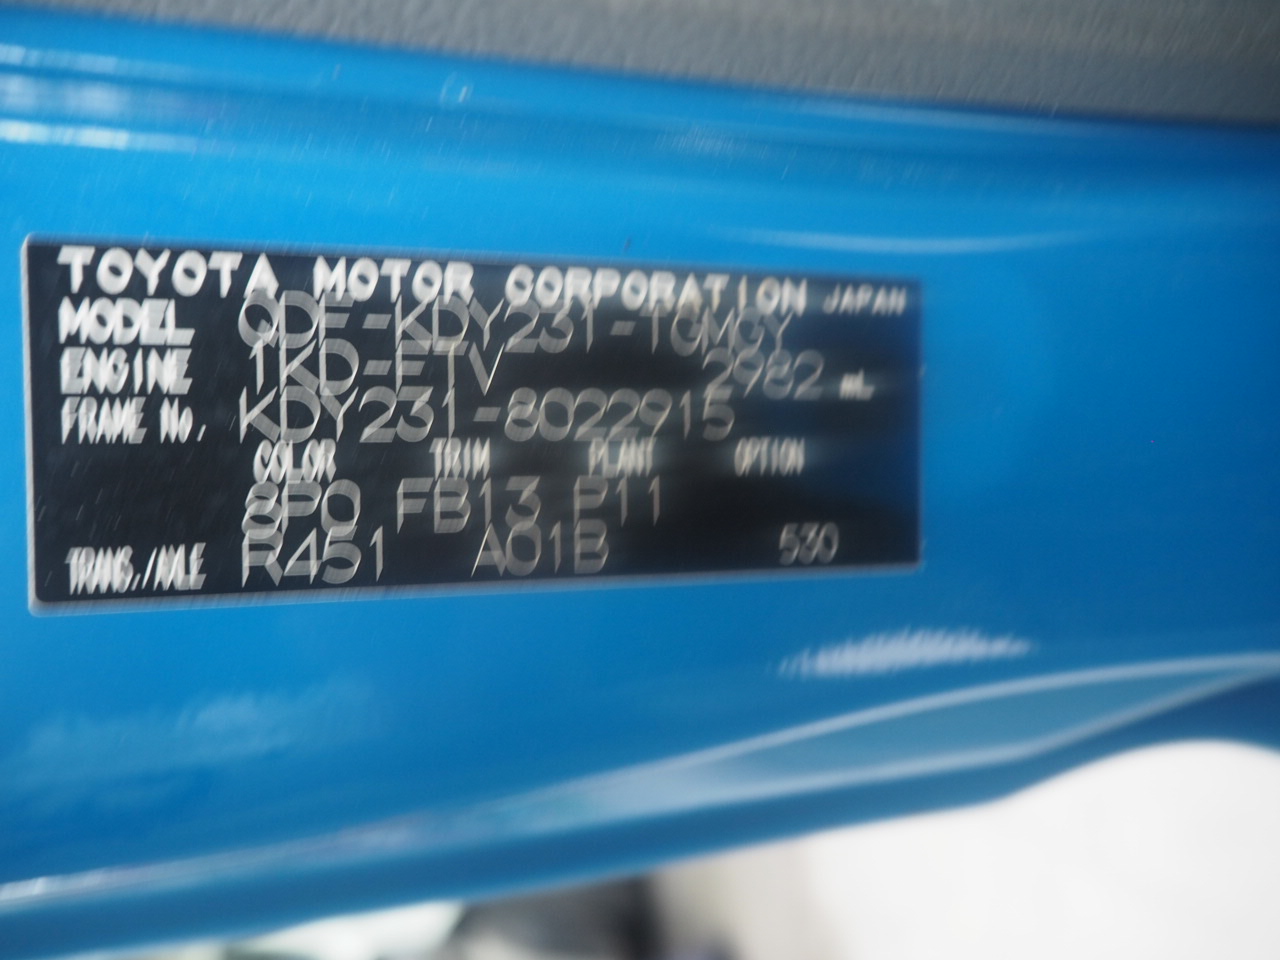 TOYOTA MOTOR CORPORATION JAPAN
MODEL QDF-KDY231-TGMGY
ENGINE 1KD-FTV 2982 mL
FRAME No. KDY231-8022915
COLOR TRIM PLANT OPTION
8P0 FB13 P11
TRANS./AXLE R451 A01B 530